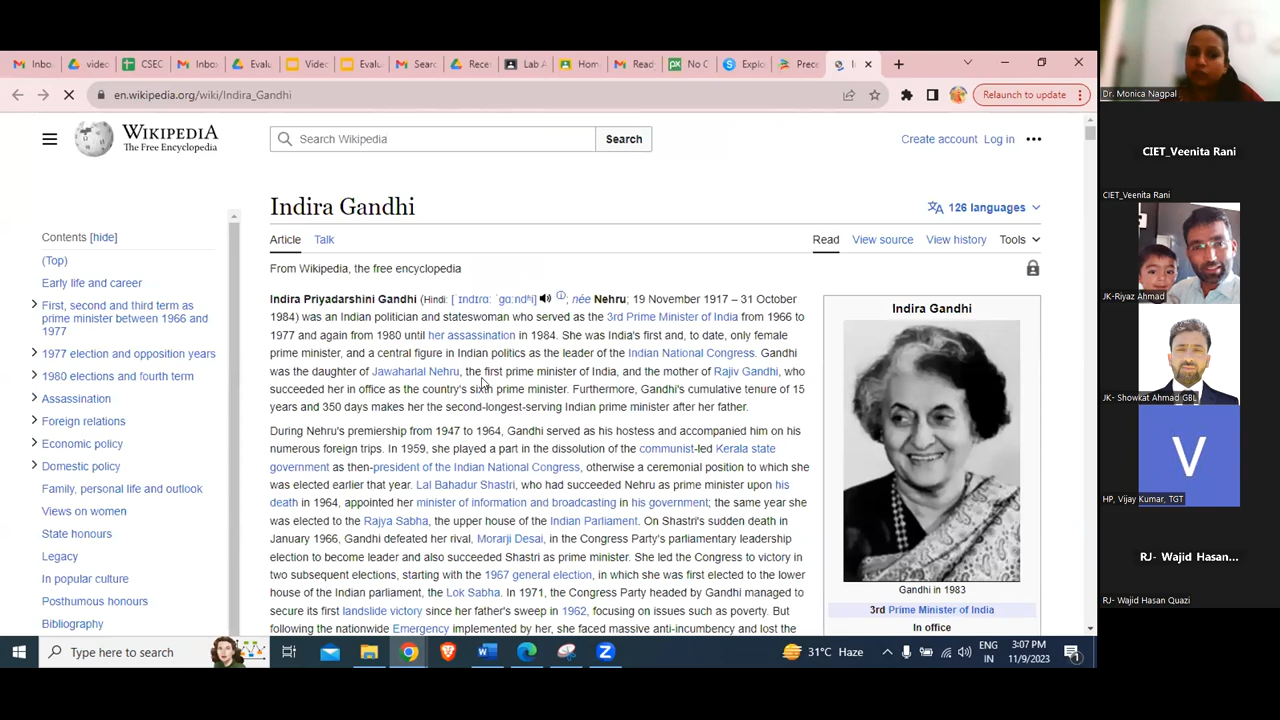 Inbo
video
CSEC
Inbo
Evalu
Video
Evalu
Sear
Rece
Lab A
Hom
Read
No C
Explo
Prece
en.wikipedia.org/wiki/Indira_Gandhi
Relaunch to update
WIKIPEDIA
The Free Encyclopedia
Search Wikipedia
Search
Create account Log in
Indira Gandhi
126 languages
Contents [hide]
Article Talk
Read View source View history Tools
(Top)
Early life and career
First, second and third term as
prime minister between 1966 and
1977
1977 election and opposition years
1980 elections and fourth term
Assassination
Foreign relations
Economic policy
Domestic policy
Family, personal life and outlook
Views on women
State honours
Legacy
In popular culture
Posthumous honours
Bibliography
From Wikipedia, the free encyclopedia
Indira Priyadarshini Gandhi (Hindi: [ˈɪndɪɾɑː ˈɡɑːndʱi] ; née Nehru; 19 November 1917 – 31 October
1984) was an Indian politician and stateswoman who served as the 3rd Prime Minister of India from 1966 to
1977 and again from 1980 until her assassination in 1984. She was India's first and, to date, only female
prime minister, and a central figure in Indian politics as the leader of the Indian National Congress. Gandhi
was the daughter of Jawaharlal Nehru, the first prime minister of India, and the mother of Rajiv Gandhi, who
succeeded her in office as the country's sixth prime minister. Furthermore, Gandhi's cumulative tenure of 15
years and 350 days makes her the second-longest-serving Indian prime minister after her father.
During Nehru's premiership from 1947 to 1964, Gandhi served as his hostess and accompanied him on his
numerous foreign trips. In 1959, she played a part in the dissolution of the communist-led Kerala state
government as then-president of the Indian National Congress, otherwise a ceremonial position to which she
was elected earlier that year. Lal Bahadur Shastri, who had succeeded Nehru as prime minister upon his
death in 1964, appointed her minister of information and broadcasting in his government; the same year she
was elected to the Rajya Sabha, the upper house of the Indian Parliament. On Shastri's sudden death in
January 1966, Gandhi defeated her rival, Morarji Desai, in the Congress Party's parliamentary leadership
election to become leader and also succeeded Shastri as prime minister. She led the Congress to victory in
two subsequent elections, starting with the 1967 general election, in which she was first elected to the lower
house of the Indian parliament, the Lok Sabha. In 1971, the Congress Party headed by Gandhi managed to
secure its first landslide victory since her father's sweep in 1962, focusing on issues such as poverty. But
following the nationwide Emergency implemented by her, she faced massive anti-incumbency and lost the
Indira Gandhi
Gandhi in 1983
3rd Prime Minister of India
In office
Type here to search
31°C Haze
ENG
IN
3:07 PM
11/9/2023
1
Dr. Monica Nagpal
CIET_Veenita Rani
CIET_Veenita Rani
JK-Riyaz Ahmad
JK- Showkat Ahmad GBL
V
HP, Vijay Kumar, TGT
RJ- Wajid Hasan...
RJ- Wajid Hasan Quazi